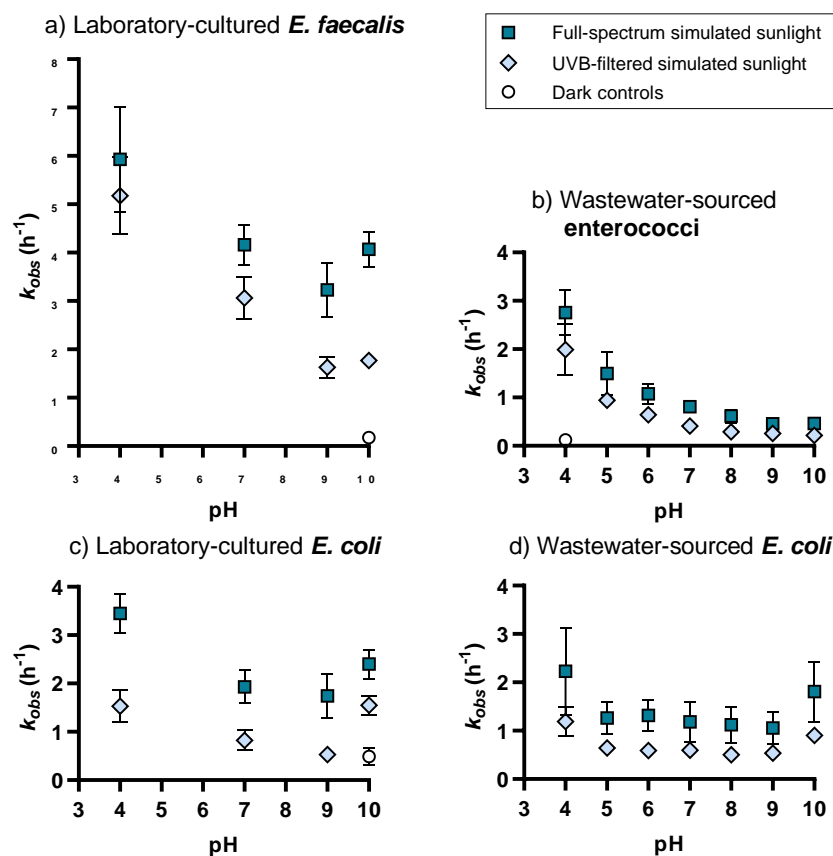 a) Laboratory-cultured E. faecalis
Full-spectrum simulated sunlight
UVB-filtered simulated sunlight
Dark controls
8
7
6
5
4
3
2
1
0
k_obs (h⁻¹)
3 4 5 6 7 8 9 10
pH
b) Wastewater-sourced
enterococci
4
3
2
1
0
k_obs (h⁻¹)
3 4 5 6 7 8 9 10
pH
c) Laboratory-cultured E. coli
4
3
2
1
0
k_obs (h⁻¹)
3 4 5 6 7 8 9 10
pH
d) Wastewater-sourced E. coli
4
3
2
1
0
k_obs (h⁻¹)
3 4 5 6 7 8 9 10
pH